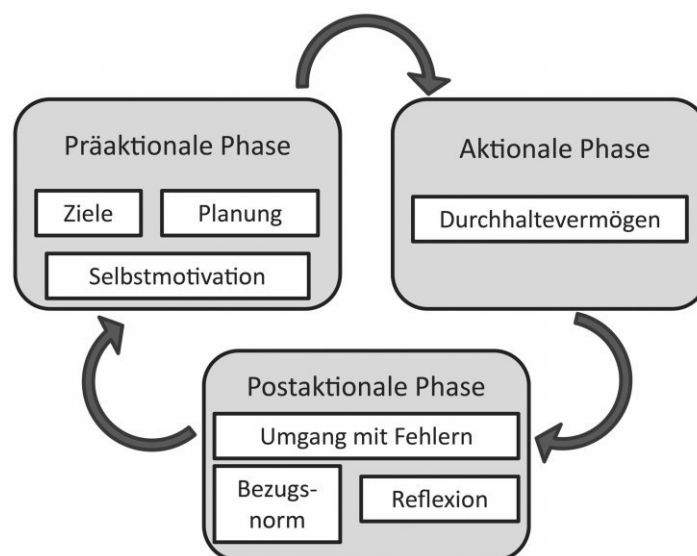 Präaktionale Phase
Ziele
Planung
Selbstmotivation
Aktionale Phase
Durchhaltevermögen
Postaktionale Phase
Umgang mit Fehlern
Bezugs-
norm
Reflexion